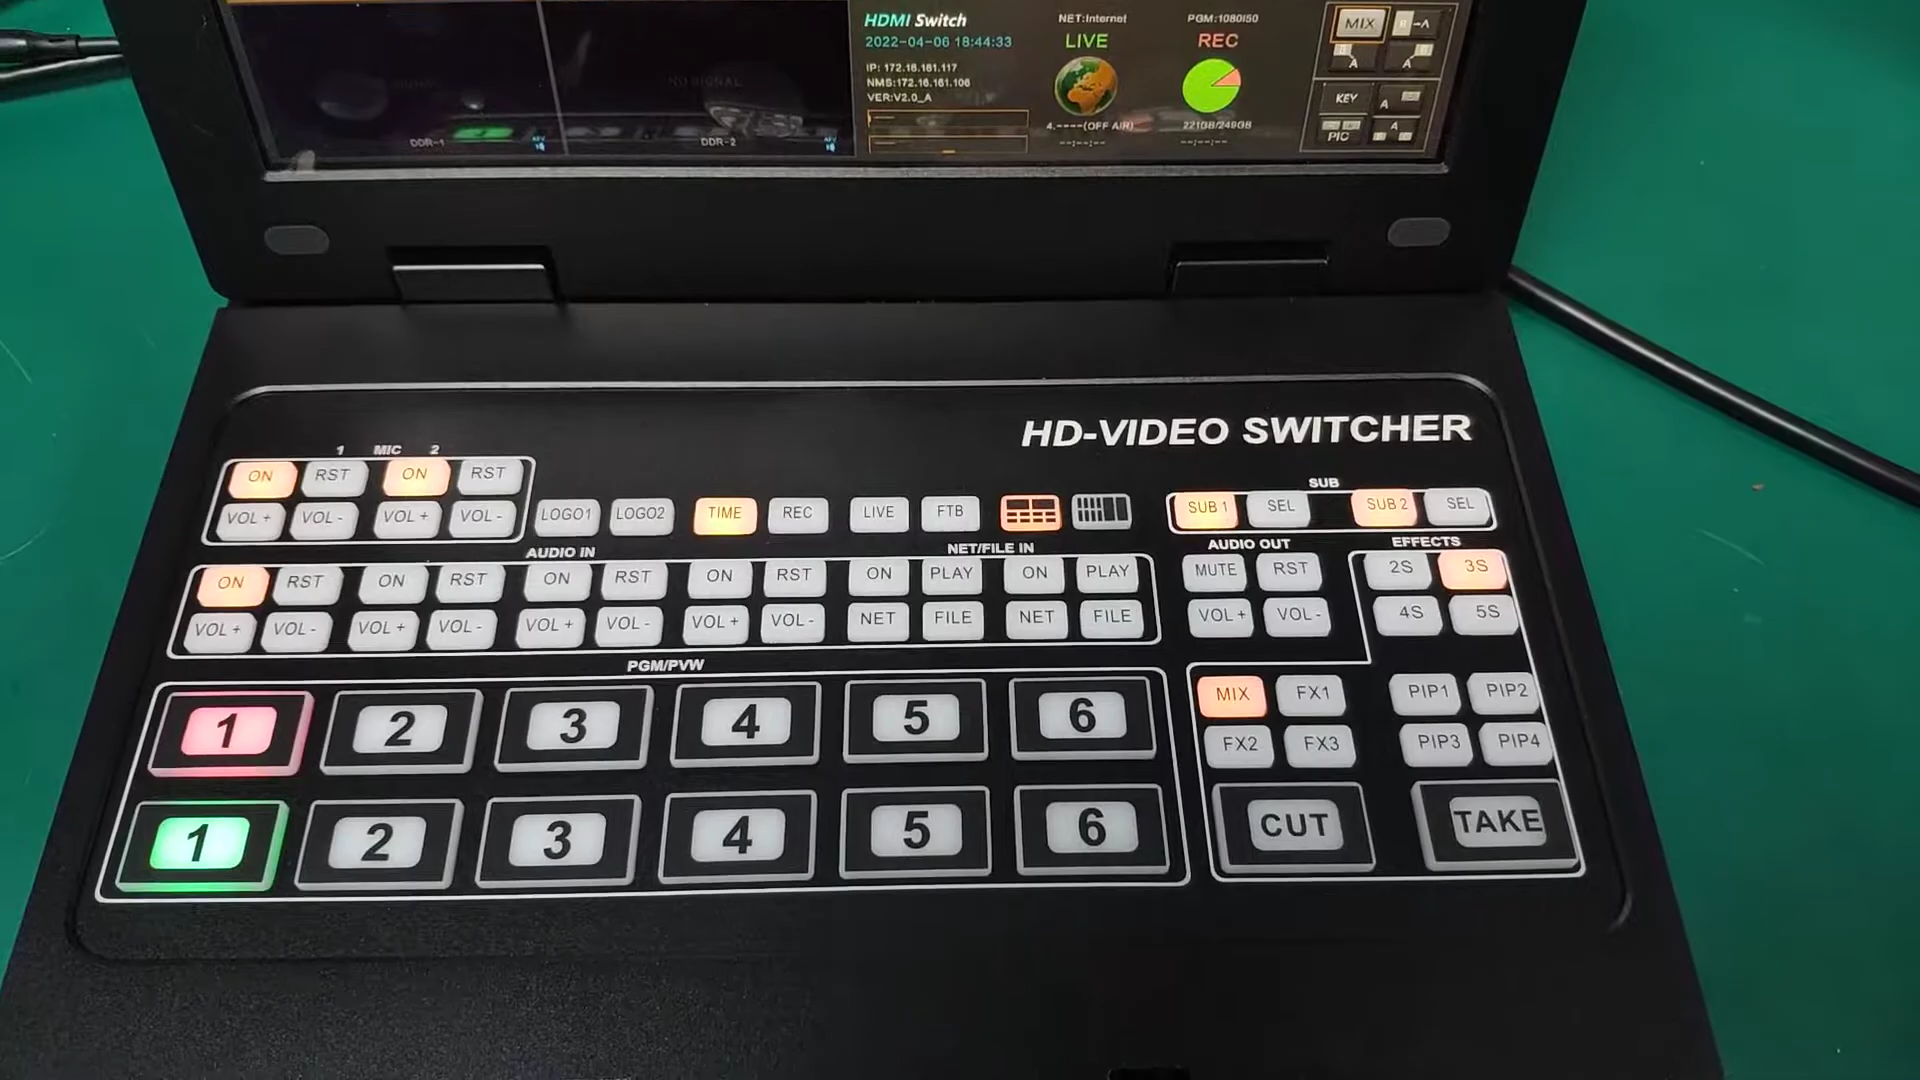 HDMI Switch
2022-04-06 18:44:33
IP: 172.16.161.117
NMS:172.16.161.106
VER:V2.0_A
NET:Internet
LIVE
4.----(OFF AIR)
--:--:--
PGM:1080I50
REC
221GB/249GB
--:--:--
MIX
B→A
B A
A B
KEY
A
PIC
A
NO SIGNAL
DDR-1
DDR-2
HD-VIDEO SWITCHER
1 MIC 2
ON RST ON RST
VOL + VOL - VOL + VOL -
LOGO1 LOGO2 TIME REC LIVE FTB
SUB
SUB 1 SEL SUB 2 SEL
AUDIO IN
NET/FILE IN
ON RST ON RST ON RST ON RST ON PLAY ON PLAY
VOL + VOL - VOL + VOL - VOL + VOL - VOL + VOL - NET FILE NET FILE
AUDIO OUT
MUTE RST
VOL + VOL -
EFFECTS
2S 3S
4S 5S
PGM/PVW
1 2 3 4 5 6
1 2 3 4 5 6
MIX FX1
FX2 FX3
PIP1 PIP2
PIP3 PIP4
CUT TAKE